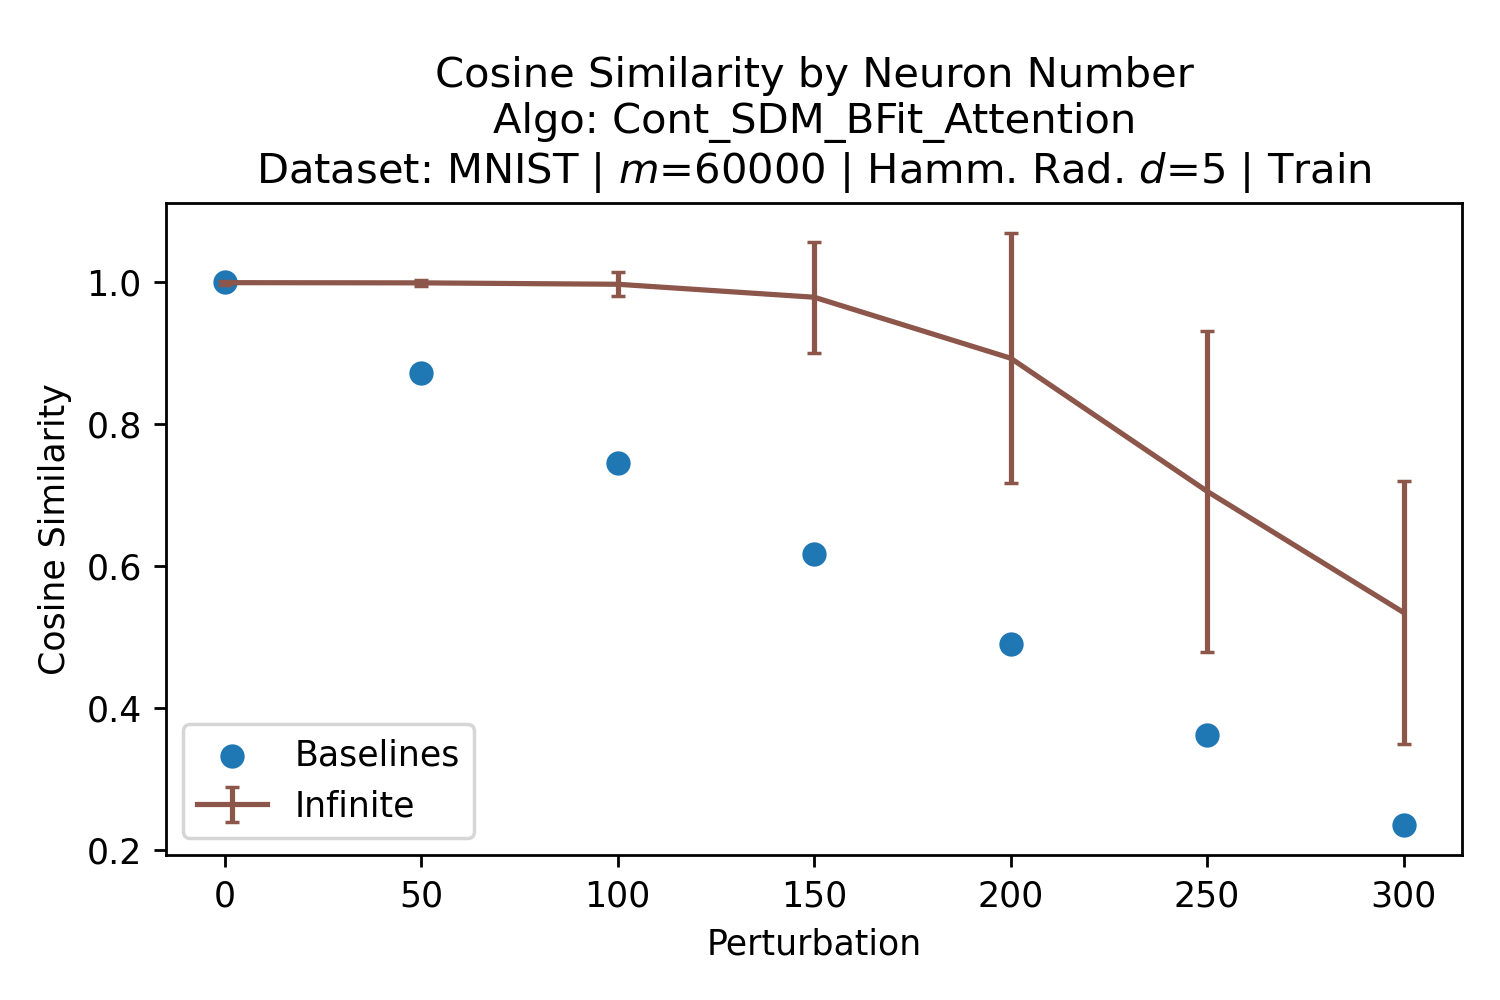 Cosine Similarity by Neuron Number
Algo: Cont_SDM_BFit_Attention
Dataset: MNIST | m=60000 | Hamm. Rad. d=5 | Train
Cosine Similarity
1.0
0.8
0.6
0.4
0.2
Baselines
Infinite
0 50 100 150 200 250 300
Perturbation